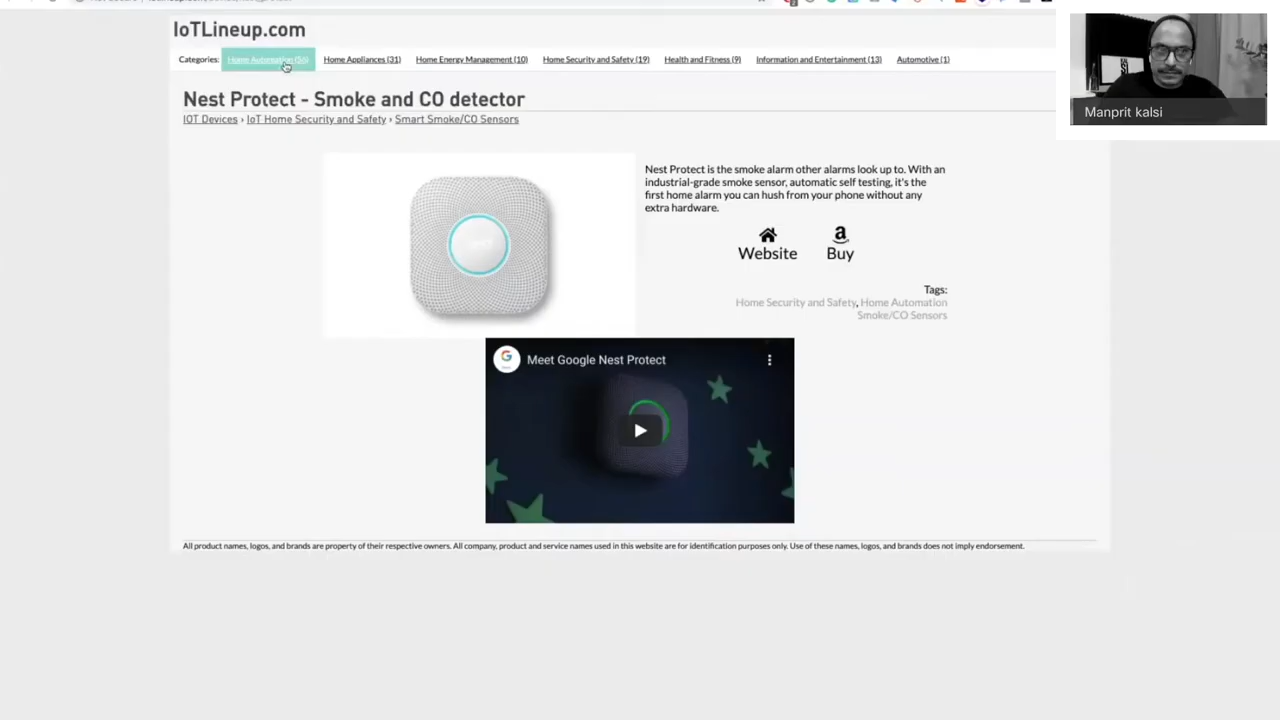 IoTLineup.com
Categories: Home Automation (56) Home Appliances (31) Home Energy Management (10) Home Security and Safety (19) Health and Fitness (9) Information and Entertainment (13) Automotive (1)
Manprit kalsi
Nest Protect - Smoke and CO detector
IOT Devices › IoT Home Security and Safety › Smart Smoke/CO Sensors
Nest Protect is the smoke alarm other alarms look up to. With an
industrial-grade smoke sensor, automatic self testing, it's the
first home alarm you can hush from your phone without any
extra hardware.
Website Buy
Tags:
Home Security and Safety, Home Automation
Smoke/CO Sensors
Meet Google Nest Protect
All product names, logos, and brands are property of their respective owners. All company, product and service names used in this website are for identification purposes only. Use of these names, logos, and brands does not imply endorsement.